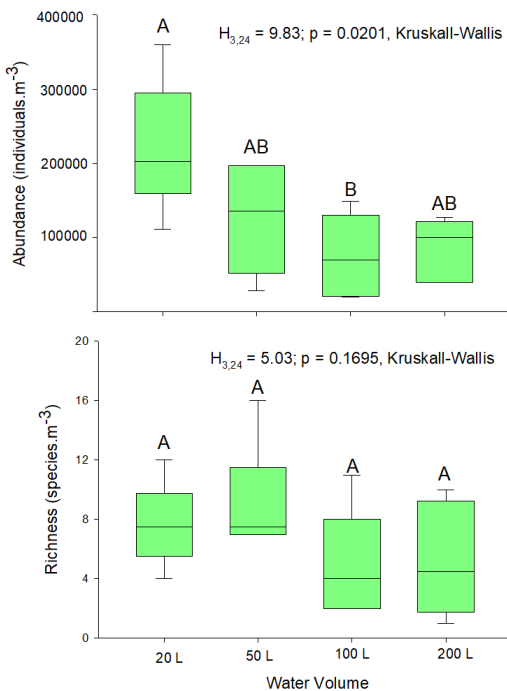 400000
A
H3,24 = 9.83; p = 0.0201, Kruskall-Wallis
300000
AB
200000
B
AB
100000
Abundance (individuals.m-3)
20
H3,24 = 5.03; p = 0.1695, Kruskall-Wallis
A
16
A
A
A
12
8
4
0
Richness (species.m-3)
20 L 50 L 100 L 200 L
Water Volume